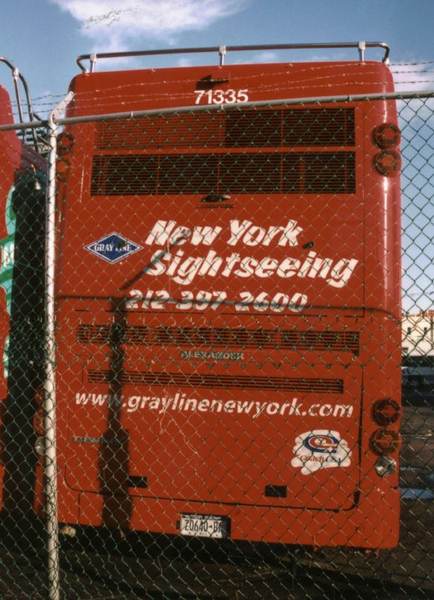 71335
GRAY LINE
New York
Sightseeing
212-397-2600
ALEXANDER
www.graylinenewyork.com